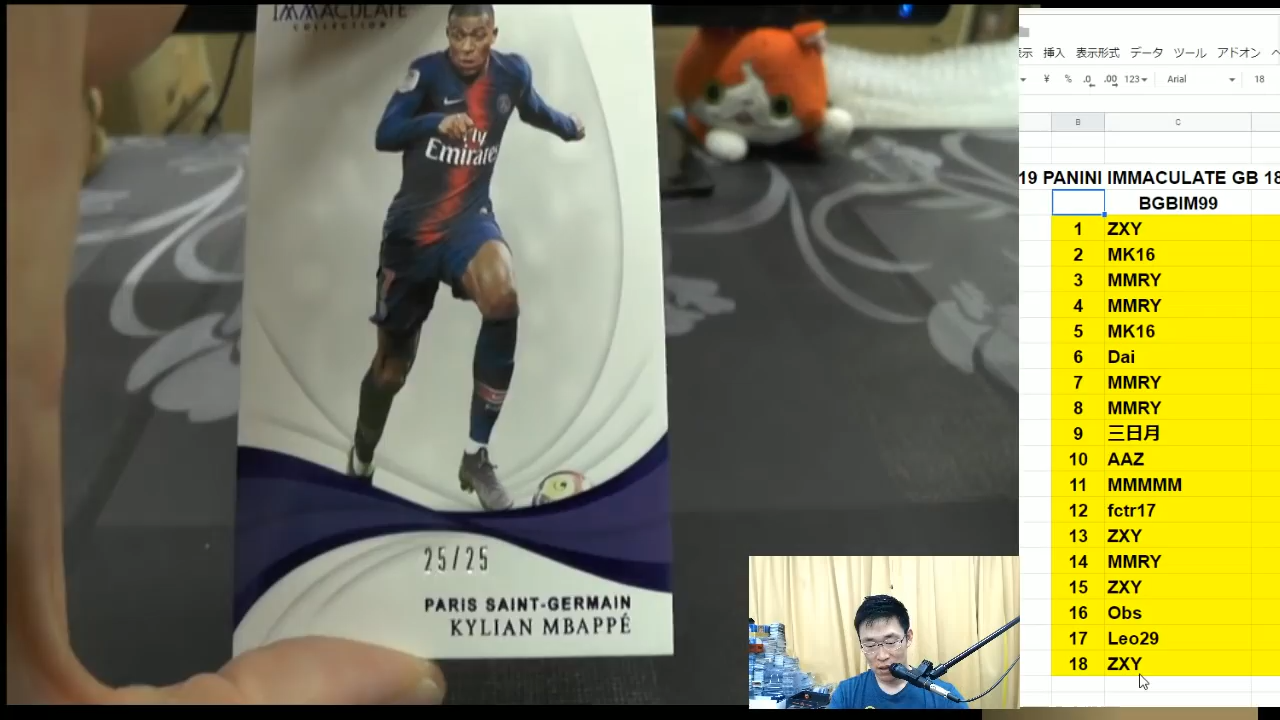 IMMACULATE
COLLECTION
Fly
Emirates
25/25
PARIS SAINT-GERMAIN
KYLIAN MBAPPÉ
示 挿入 表示形式 データ ツール アドオン ヘ
¥ % .0 .00 123 Arial 18
B C
19 PANINI IMMACULATE GB 18
BGBIM99
1 ZXY
2 MK16
3 MMRY
4 MMRY
5 MK16
6 Dai
7 MMRY
8 MMRY
9 三日月
10 AAZ
11 MMMMM
12 fctr17
13 ZXY
14 MMRY
15 ZXY
16 Obs
17 Leo29
18 ZXY